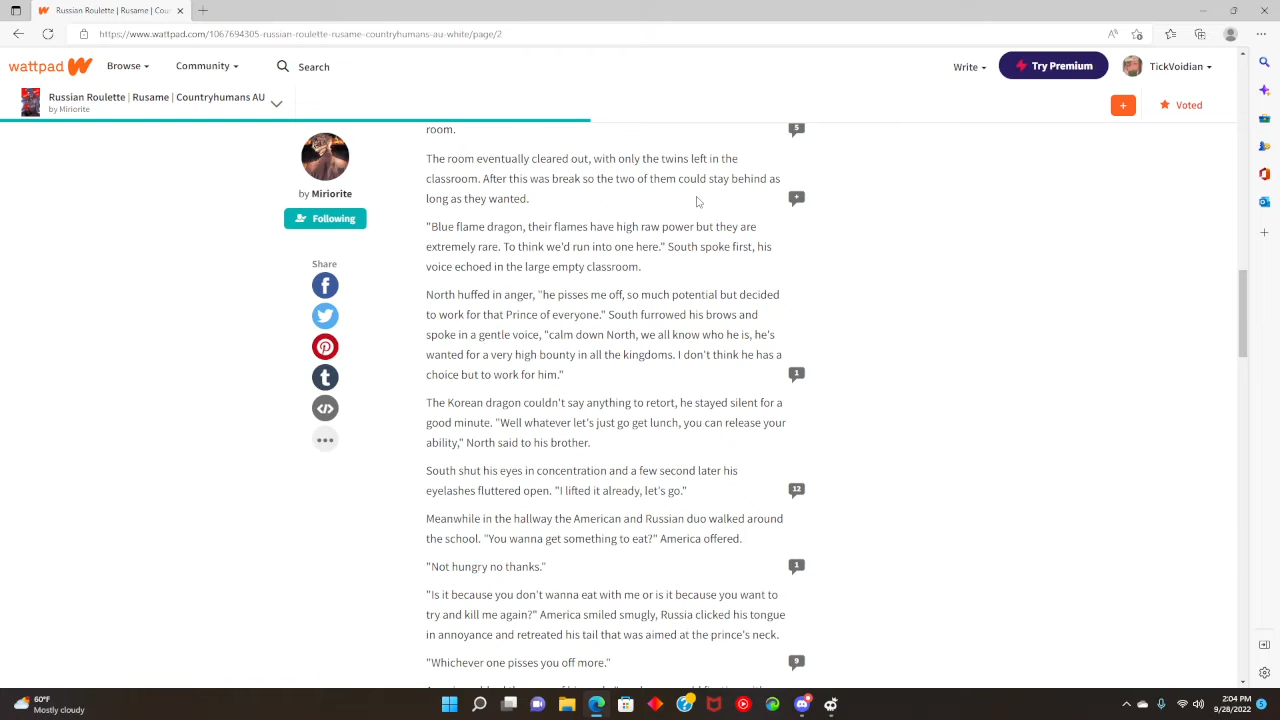 Russian Roulette | Rusame | Cou
https://www.wattpad.com/1067694305-russian-roulette-rusame-countryhumans-au-white/page/2
wattpad
Browse
Community
Search
Write
Try Premium
TickVoidian
Russian Roulette | Rusame | Countryhumans AU
by Miriorite
+
Voted
room.
5
by Miriorite
Following
Share
The room eventually cleared out, with only the twins left in the
classroom. After this was break so the two of them could stay behind as
long as they wanted.
+
"Blue flame dragon, their flames have high raw power but they are
extremely rare. To think we'd run into one here." South spoke first, his
voice echoed in the large empty classroom.
North huffed in anger, "he pisses me off, so much potential but decided
to work for that Prince of everyone." South furrowed his brows and
spoke in a gentle voice, "calm down North, we all know who he is, he's
wanted for a very high bounty in all the kingdoms. I don't think he has a
choice but to work for him."
1
The Korean dragon couldn't say anything to retort, he stayed silent for a
good minute. "Well whatever let's just go get lunch, you can release your
ability," North said to his brother.
South shut his eyes in concentration and a few second later his
eyelashes fluttered open. "I lifted it already, let's go."
12
Meanwhile in the hallway the American and Russian duo walked around
the school. "You wanna get something to eat?" America offered.
"Not hungry no thanks."
1
"Is it because you don't wanna eat with me or is it because you want to
try and kill me again?" America smiled smugly, Russia clicked his tongue
in annoyance and retreated his tail that was aimed at the prince's neck.
"Whichever one pisses you off more."
9
60°F
Mostly cloudy
2:04 PM
9/28/2022